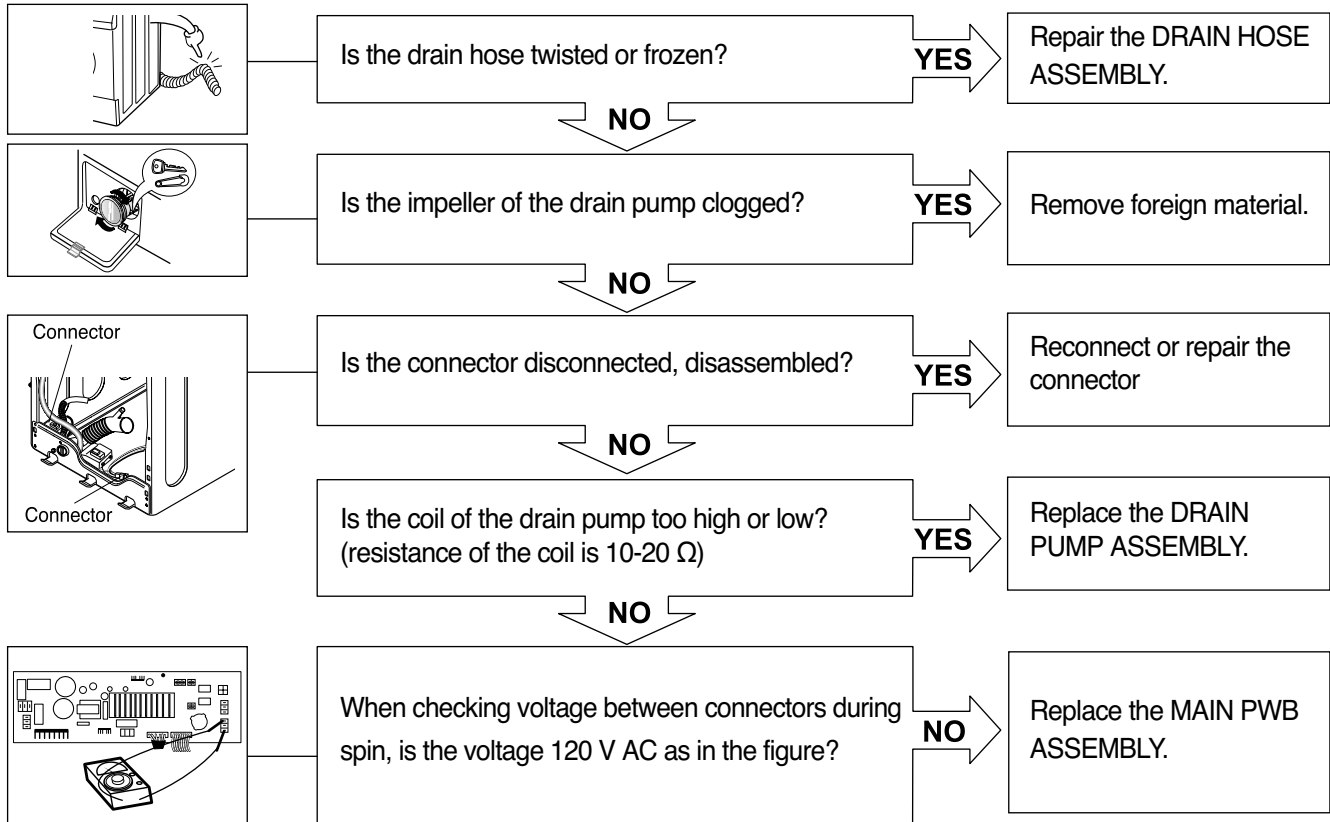 Is the drain hose twisted or frozen?
YES
Repair the DRAIN HOSE
ASSEMBLY.
NO
Is the impeller of the drain pump clogged?
YES
Remove foreign material.
NO
Connector
Connector
Is the connector disconnected, disassembled?
YES
Reconnect or repair the
connector
NO
Is the coil of the drain pump too high or low?
(resistance of the coil is 10-20 Ω)
YES
Replace the DRAIN
PUMP ASSEMBLY.
NO
When checking voltage between connectors during
spin, is the voltage 120 V AC as in the figure?
NO
Replace the MAIN PWB
ASSEMBLY.